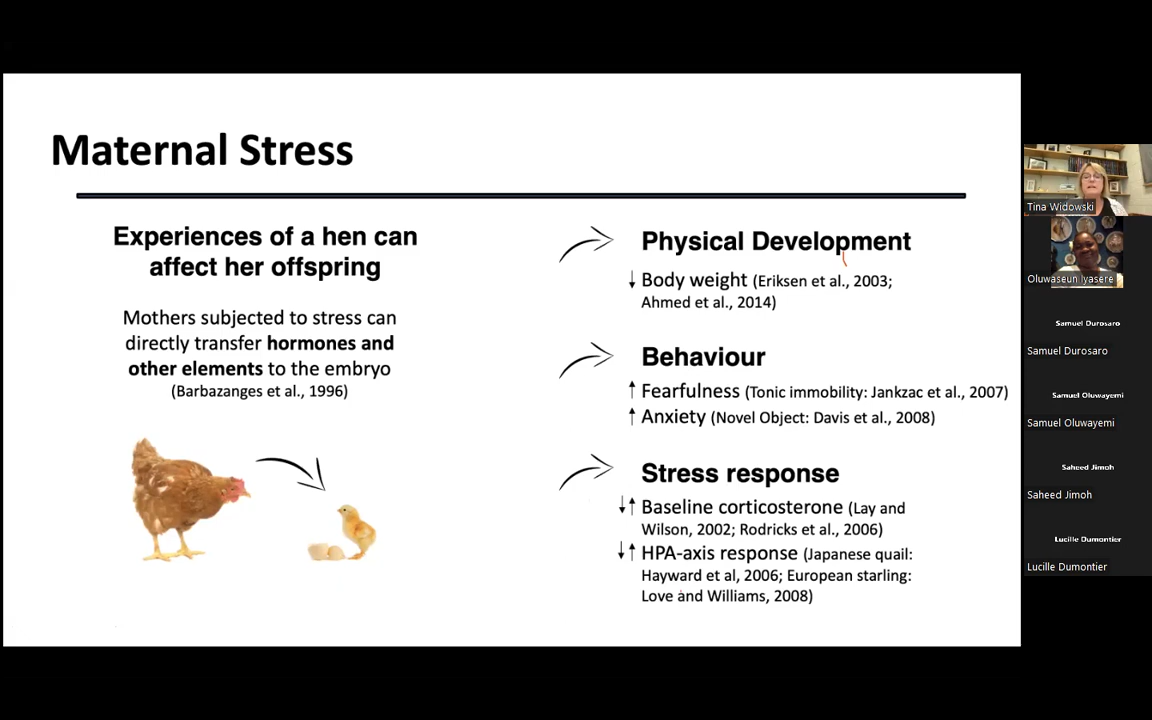 Maternal Stress
Experiences of a hen can
affect her offspring
Mothers subjected to stress can
directly transfer hormones and
other elements to the embryo
(Barbazanges et al., 1996)
Physical Development
↓ Body weight (Eriksen et al., 2003;
Ahmed et al., 2014)
Behaviour
↑ Fearfulness (Tonic immobility: Jankzac et al., 2007)
↑ Anxiety (Novel Object: Davis et al., 2008)
Stress response
↓↑ Baseline corticosterone (Lay and
Wilson, 2002; Rodricks et al., 2006)
↓↑ HPA-axis response (Japanese quail:
Hayward et al, 2006; European starling:
Love and Williams, 2008)
Tina Widowski
Oluwaseun Iyasere
Samuel Durosaro
Samuel Durosaro
Samuel Oluwayemi
Samuel Oluwayemi
Saheed Jimoh
Saheed Jimoh
Lucille Dumontier
Lucille Dumontier